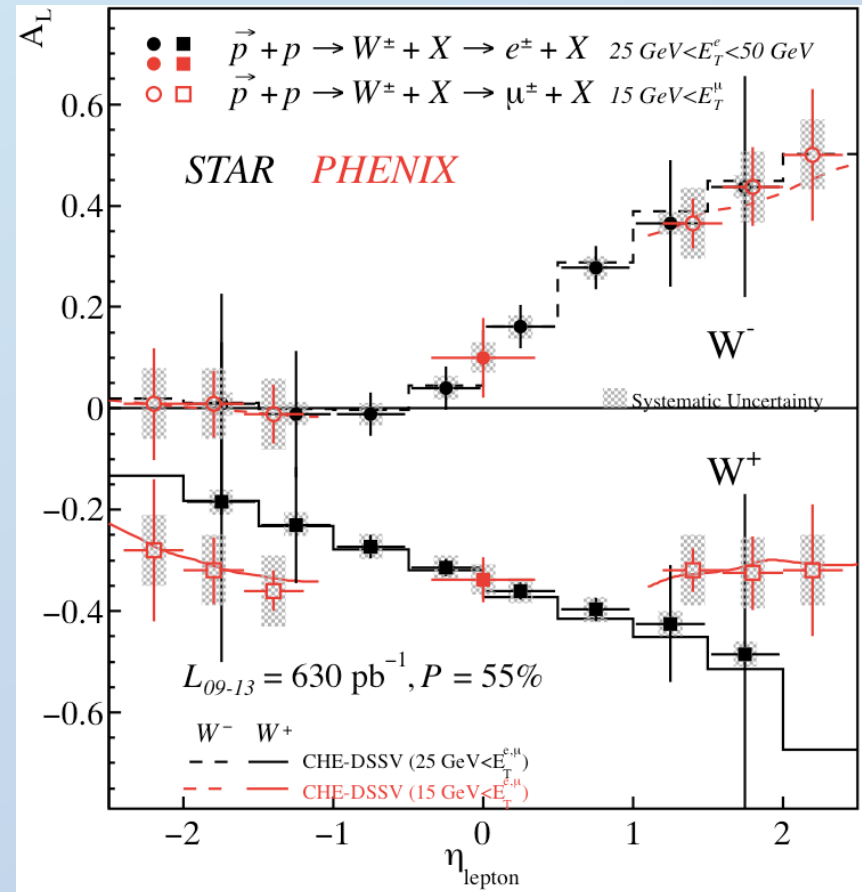 A_L
p⃗ + p → W^± + X → e^± + X 25 GeV<E_T^e<50 GeV
p⃗ + p → W^± + X → μ^± + X 15 GeV<E_T^μ
STAR PHENIX
0.6
0.4
0.2
0
−0.2
−0.4
−0.6
W^-
Systematic Uncertainty
W^+
L_{09-13} = 630 pb^{-1}, P = 55%
W^- W^+
CHE-DSSV (25 GeV<E_T^{e,μ})
CHE-DSSV (15 GeV<E_T^{e,μ})
−2 −1 0 1 2
η_lepton